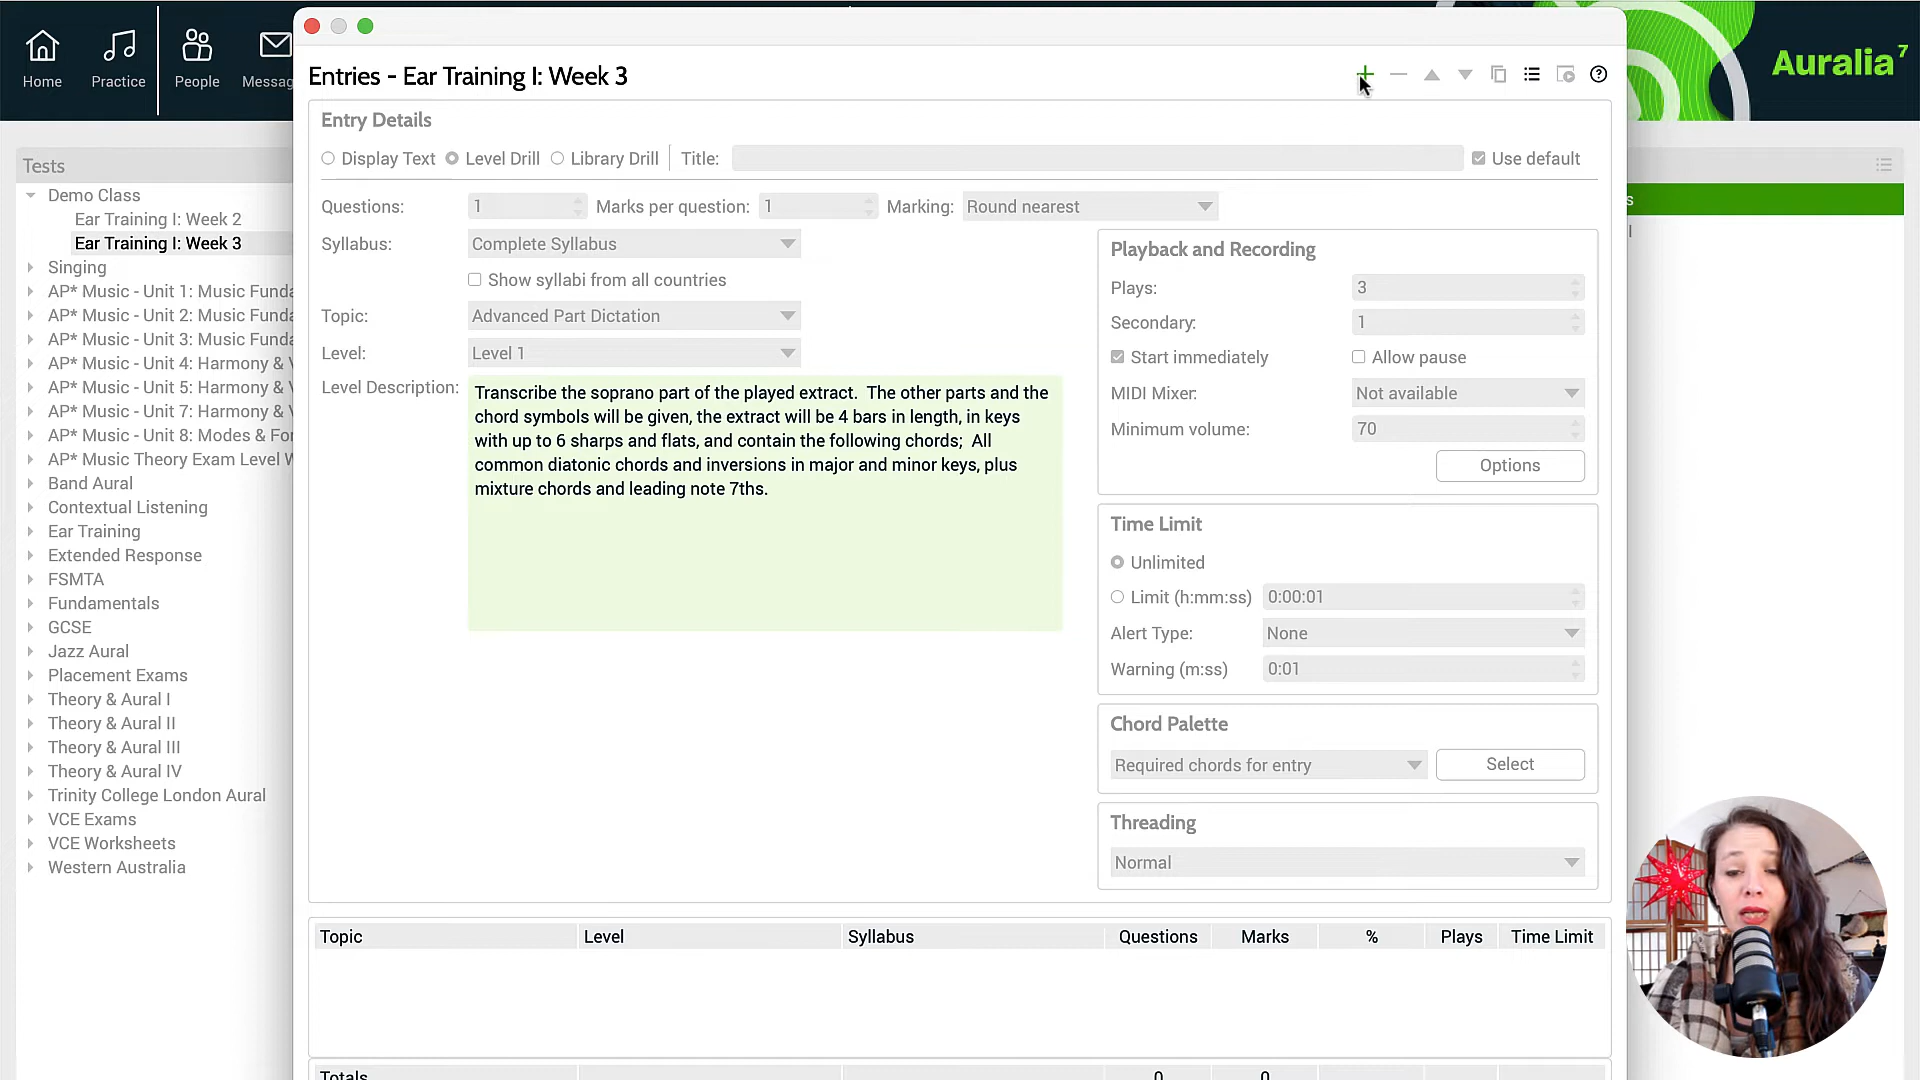 Home
Practice
People
Messag
Auralia7
Tests
Demo Class
Ear Training I: Week 2
Ear Training I: Week 3
Singing
AP* Music - Unit 1: Music Funda
AP* Music - Unit 2: Music Funda
AP* Music - Unit 3: Music Funda
AP* Music - Unit 4: Harmony & V
AP* Music - Unit 5: Harmony & V
AP* Music - Unit 7: Harmony & V
AP* Music - Unit 8: Modes & For
AP* Music Theory Exam Level W
Band Aural
Contextual Listening
Ear Training
Extended Response
FSMTA
Fundamentals
GCSE
Jazz Aural
Placement Exams
Theory & Aural I
Theory & Aural II
Theory & Aural III
Theory & Aural IV
Trinity College London Aural
VCE Exams
VCE Worksheets
Western Australia
Entries - Ear Training I: Week 3
Entry Details
Display Text Level Drill Library Drill Title: Use default
Questions: 1 Marks per question: 1 Marking: Round nearest
Syllabus: Complete Syllabus
Show syllabi from all countries
Topic: Advanced Part Dictation
Level: Level 1
Level Description: Transcribe the soprano part of the played extract. The other parts and the
chord symbols will be given, the extract will be 4 bars in length, in keys
with up to 6 sharps and flats, and contain the following chords; All
common diatonic chords and inversions in major and minor keys, plus
mixture chords and leading note 7ths.
Playback and Recording
Plays: 3
Secondary: 1
Start immediately Allow pause
MIDI Mixer: Not available
Minimum volume: 70
Options
Time Limit
Unlimited
Limit (h:mm:ss) 0:00:01
Alert Type: None
Warning (m:ss) 0:01
Chord Palette
Required chords for entry Select
Threading
Normal
Topic Level Syllabus Questions Marks % Plays Time Limit
Totals 0 0